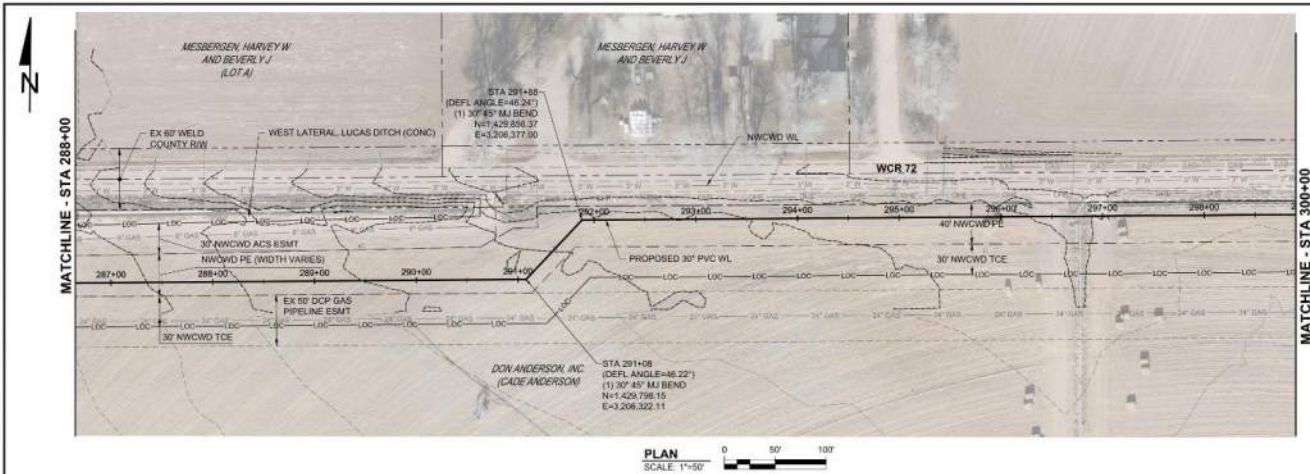 N
MESBERGEN, HARVEY W
AND BEVERLY J
(LOT A)
MESBERGEN, HARVEY W
AND BEVERLY J
STA 291+88
(DEFL ANGLE=46.24°)
(1) 30" 45° MJ BEND
N=1,429,856.37
E=3,206,377.00
EX 60' WELD
COUNTY R/W
WEST LATERAL, LUCAS DITCH (CONC)
NWCWD WL
WCR 72
MATCHLINE - STA 288+00
MATCHLINE - STA 300+00
LOC
8" GAS
30' NWCWD ACS ESMT
NWCWD PE (WIDTH VARIES)
287+00
288+00
289+00
290+00
291+00
292+00
293+00
294+00
295+00
296+00
297+00
298+00
40' NWCWD PE
30' NWCWD TCE
PROPOSED 30" PVC WL
EX 50' DCP GAS
PIPELINE ESMT
24" GAS
30' NWCWD TCE
DON ANDERSON, INC.
(CADE ANDERSON)
STA 291+08
(DEFL ANGLE=46.22°)
(1) 30" 45° MJ BEND
N=1,429,798.15
E=3,206,322.11
PLAN
SCALE: 1"=50'
0 50' 100'